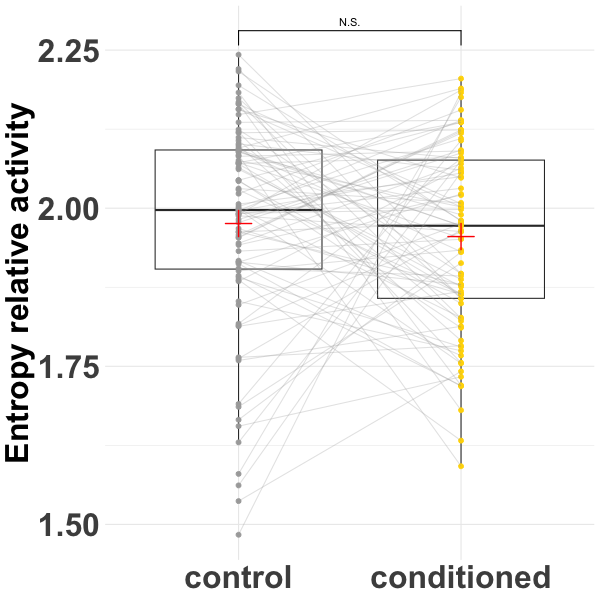 N.S.
Entropy relative activity
2.25
2.00
1.75
1.50
control conditioned